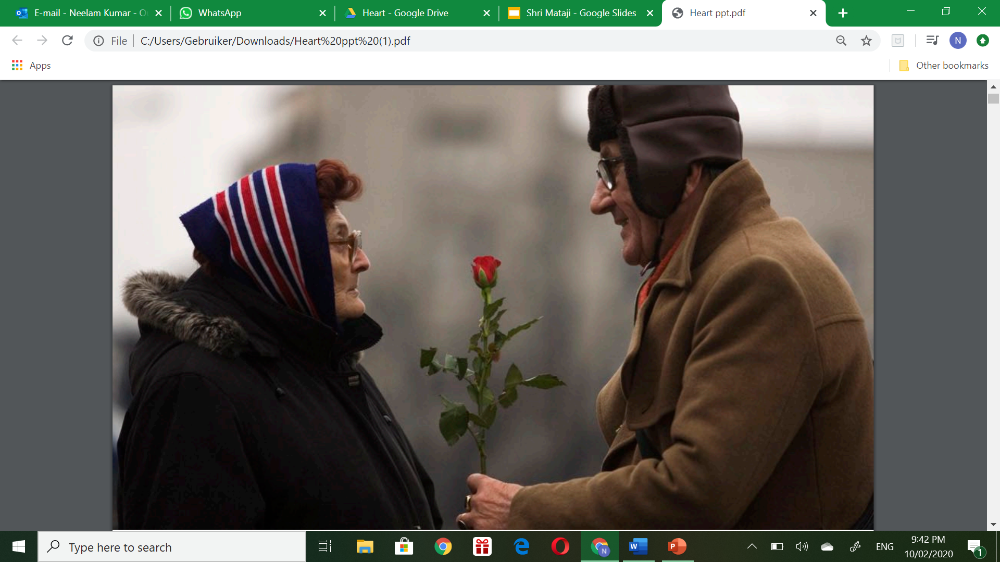 E-mail - Neelam Kumar - O
WhatsApp
Heart - Google Drive
Shri Mataji - Google Slides
Heart ppt.pdf
File
C:/Users/Gebruiker/Downloads/Heart%20ppt%20(1).pdf
N
Apps
Other bookmarks
Type here to search
N
W
P
ENG
9:42 PM
10/02/2020
1